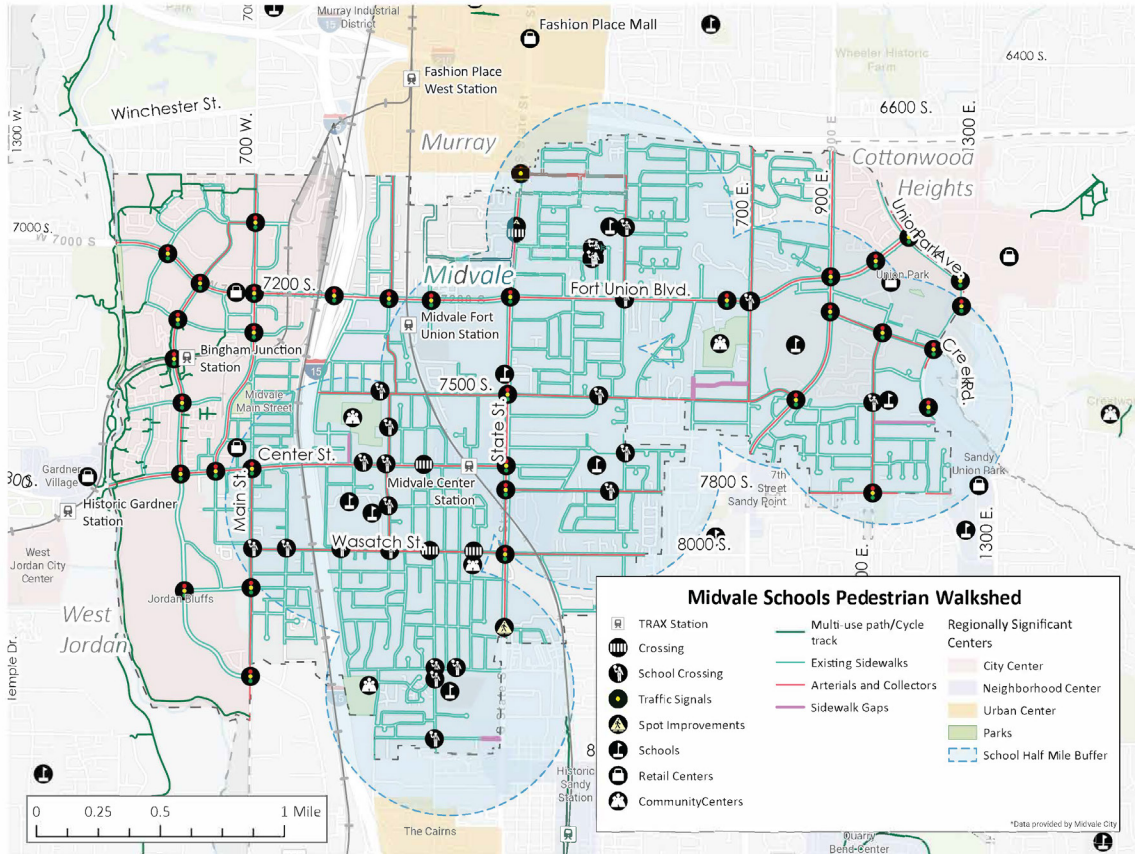 Murray Industrial
District
15
Fashion Place Mall
Wheeler Historic
Farm
6400 S.
Fashion Place
West Station
Winchester St.
1300 W.
700 W.
6600 S.
1300 E.
Murray
Cottonwood
Heights
700 E.
900 E.
7000 S.
W 7000 S
Union Park Ave.
Midvale
7200 S.
Fort Union Blvd.
Union Park
Midvale Fort
Union Station
Bingham Junction
Station
15
Creek Rd.
7500 S.
Midvale
Main Street
State St.
Center St.
Gardner
Village
Midvale Center
Station
7800 S.
7th
Street
Sandy Point
Sandy
Union Park
Historic Gardner
Station
Main St.
Wasatch St.
8000 S.
1300 E.
West
Jordan City
Center
Jordan Bluffs
West
Jordan
Temple Dr.
Midvale Schools Pedestrian Walkshed
TRAX Station
Crossing
School Crossing
Traffic Signals
Spot Improvements
Schools
Retail Centers
CommunityCenters
Multi-use path/Cycle
track
Existing Sidewalks
Arterials and Collectors
Sidewalk Gaps
Regionally Significant
Centers
City Center
Neighborhood Center
Urban Center
Parks
School Half Mile Buffer
*Data provided by Midvale City
Historic
Sandy
Station
0 0.25 0.5 1 Mile
The Cairns
Quarry
Bend Center